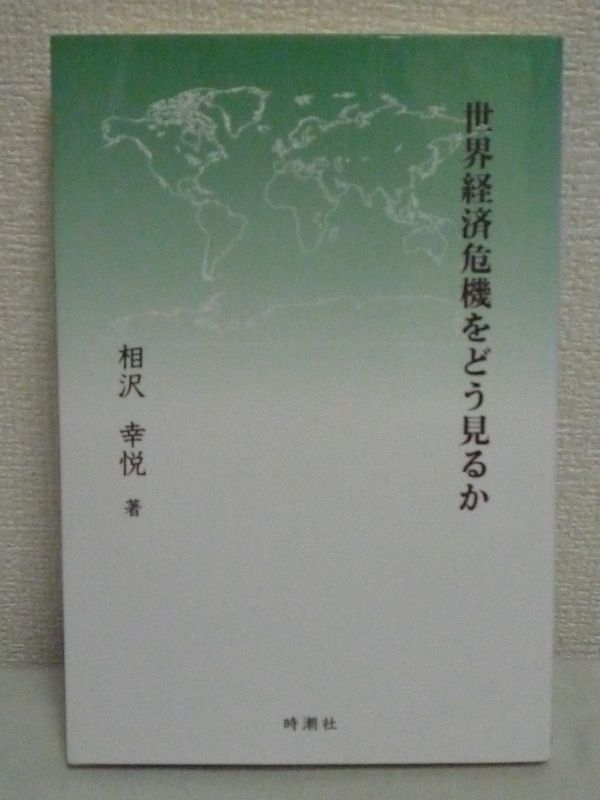 世界経済危機をどう見るか
相沢 幸悦 著
時潮社